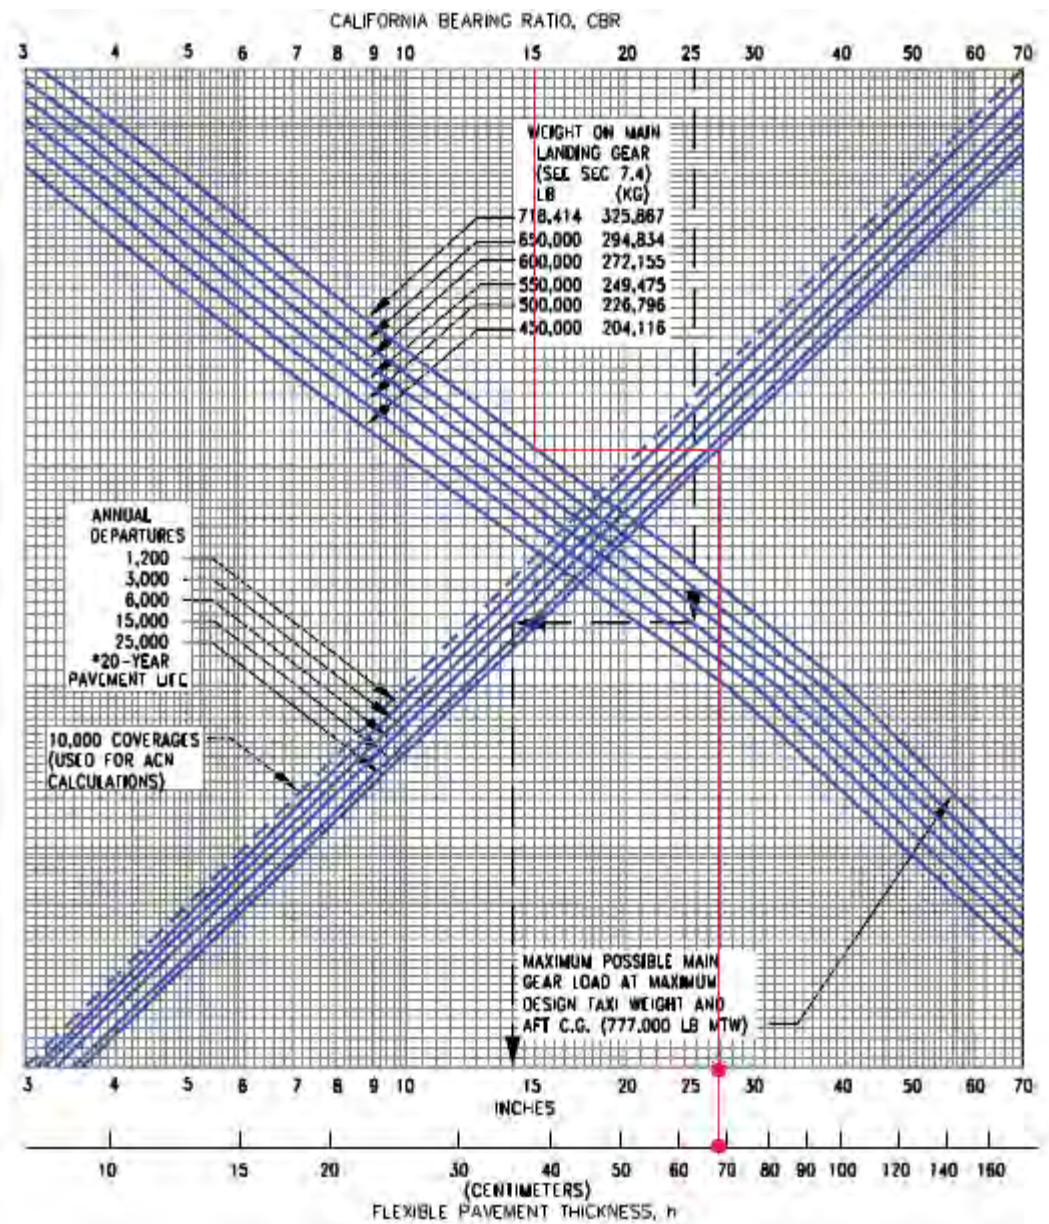 CALIFORNIA BEARING RATIO, CBR
3 4 5 6 7 8 9 10 15 20 25 30 40 50 60 70
WEIGHT ON MAIN
LANDING GEAR
(SEE SEC 7.4)
LB (KG)
718,414 325,867
650,000 294,834
600,000 272,155
550,000 249,475
500,000 226,796
450,000 204,116
ANNUAL
DEPARTURES
1,200
3,000
6,000
15,000
25,000
*20-YEAR
PAVEMENT LIFE
10,000 COVERAGES
(USED FOR ACN
CALCULATIONS)
MAXIMUM POSSIBLE MAIN
GEAR LOAD AT MAXIMUM
DESIGN TAXI WEIGHT AND
AFT C.G. (777,000 LB MTW)
3 4 5 6 7 8 9 10 15 20 25 30 40 50 60 70
INCHES
10 15 20 30 40 50 60 70 80 90 100 120 140 160
(CENTIMETERS)
FLEXIBLE PAVEMENT THICKNESS, h